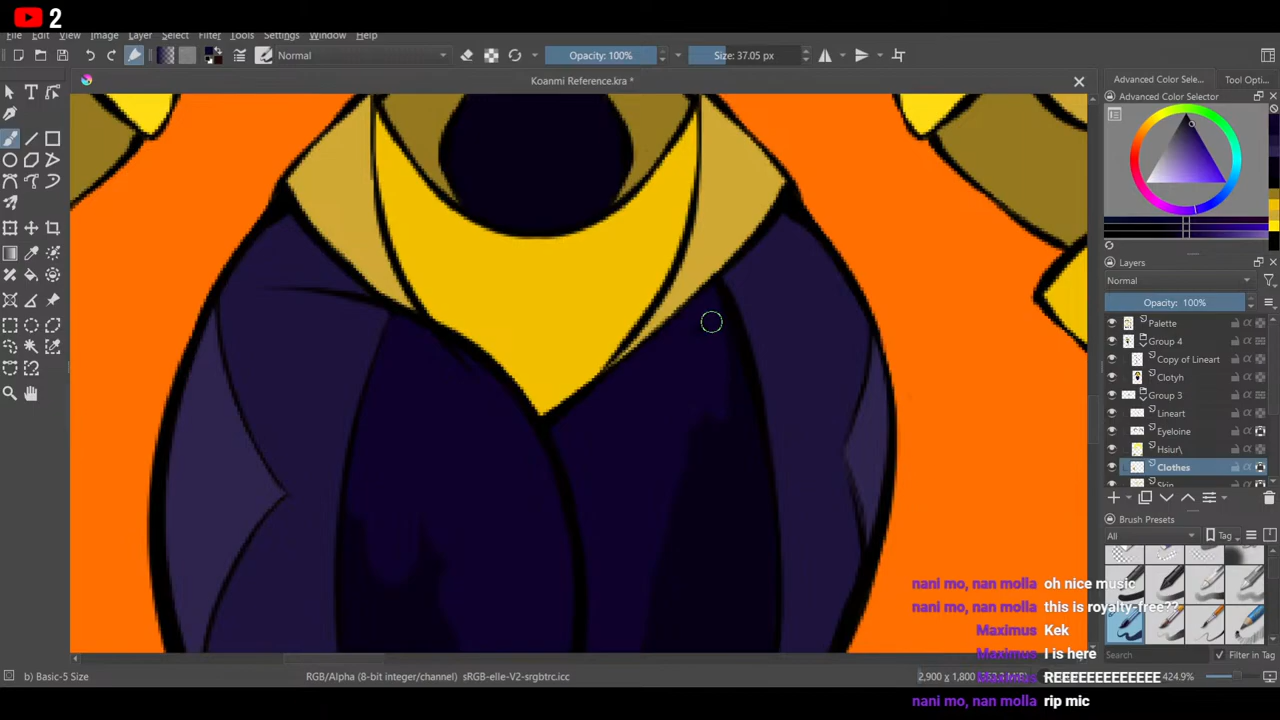 2
File Edit View Image Layer Select Filter Tools Settings Window Help
Normal
Opacity: 100%
Size: 37.05 px
Koanmi Reference.kra *
Advanced Color Sele...
Tool Opti...
Advanced Color Selector
Layers
Normal
Opacity: 100%
Palette
Group 4
Copy of Lineart
Clotyh
Group 3
Lineart
Eyeloine
Hsiur\
Clothes
Skin
Brush Presets
All
Tag
nani mo, nan molla oh nice music
nani mo, nan molla this is royalty-free??
Maximus Kek
Maximus I is here
Maximus REEEEEEEEEEEEE
nani mo, nan molla rip mic
Search
Filter in Tag
b) Basic-5 Size
RGB/Alpha (8-bit integer/channel) sRGB-elle-V2-srgbtrc.icc
2,900 x 1,800
424.9%